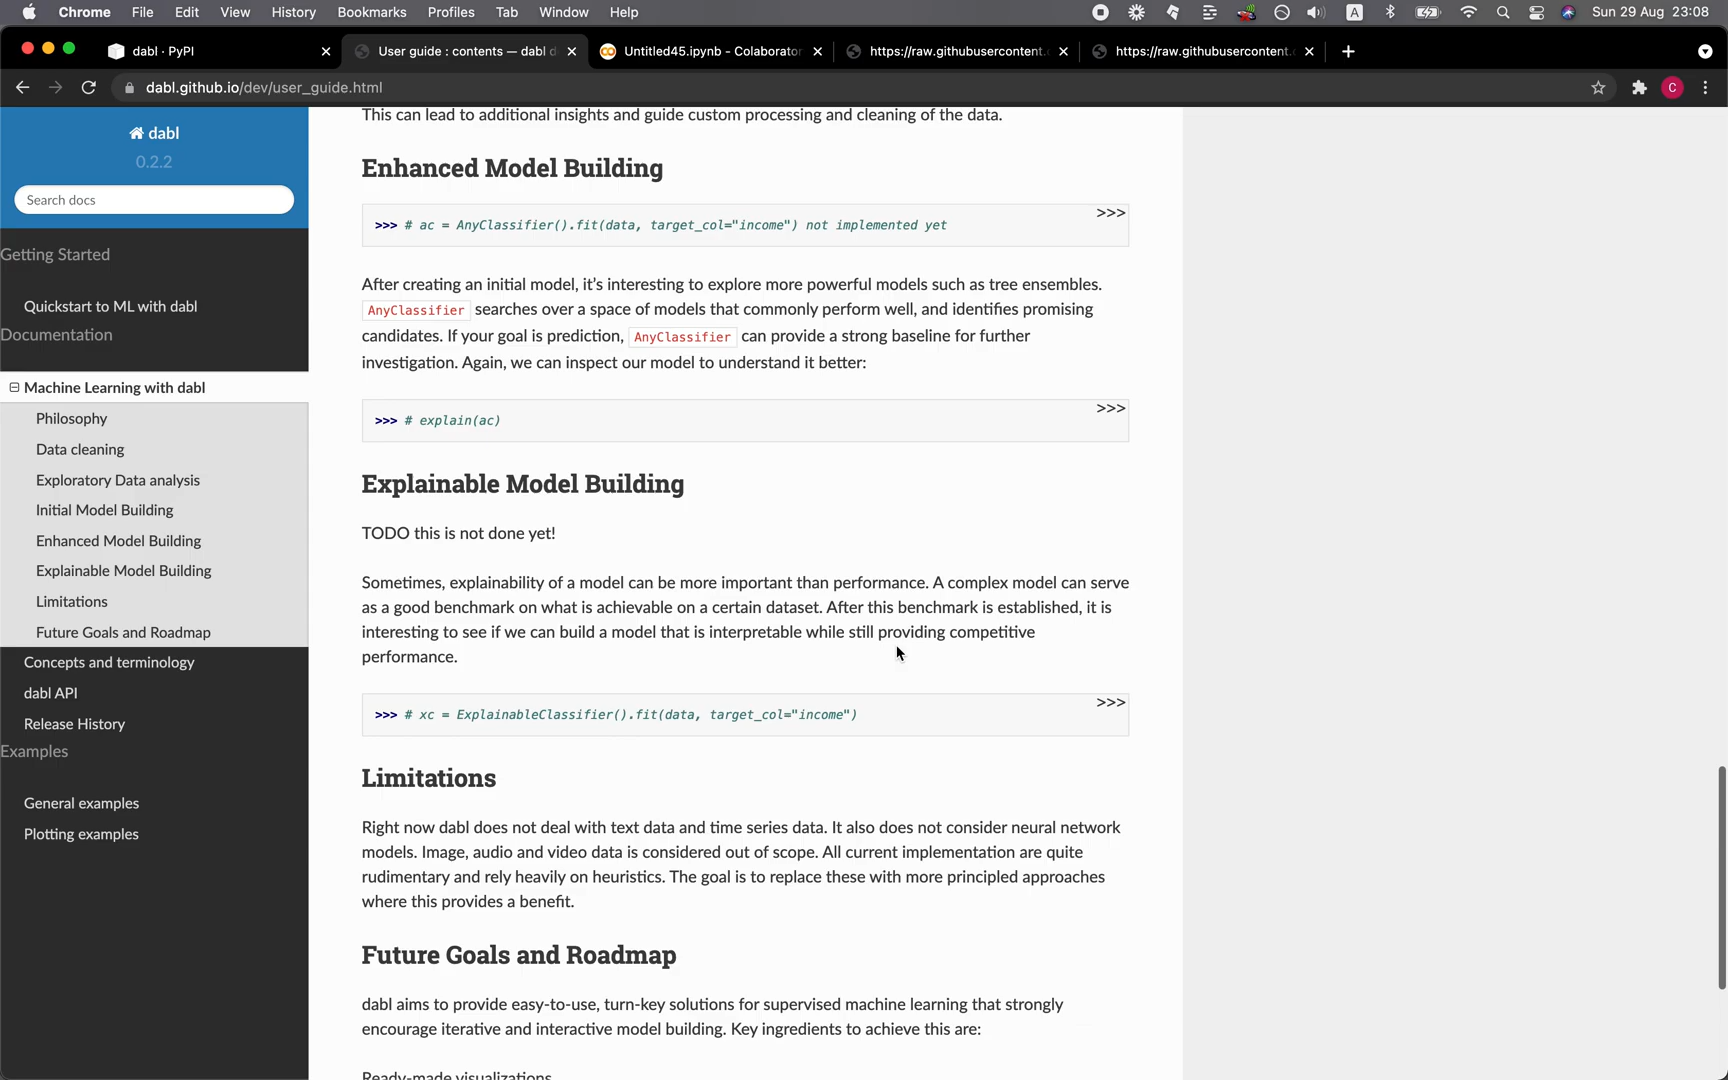 Chrome File Edit View History Bookmarks Profiles Tab Window Help A Sun 29 Aug 23:08
dabl · PyPI User guide : contents — dabl d Untitled45.ipynb - Colaborator https://raw.githubusercontent. https://raw.githubusercontent.
dabl.github.io/dev/user_guide.html C
dabl
0.2.2
Search docs
Getting Started
Quickstart to ML with dabl
Documentation
Machine Learning with dabl
Philosophy
Data cleaning
Exploratory Data analysis
Initial Model Building
Enhanced Model Building
Explainable Model Building
Limitations
Future Goals and Roadmap
Concepts and terminology
dabl API
Release History
Examples
General examples
Plotting examples
This can lead to additional insights and guide custom processing and cleaning of the data.
Enhanced Model Building
>>>
>>> # ac = AnyClassifier().fit(data, target_col="income") not implemented yet
After creating an initial model, it's interesting to explore more powerful models such as tree ensembles.
AnyClassifier searches over a space of models that commonly perform well, and identifies promising
candidates. If your goal is prediction, AnyClassifier can provide a strong baseline for further
investigation. Again, we can inspect our model to understand it better:
>>>
>>> # explain(ac)
Explainable Model Building
TODO this is not done yet!
Sometimes, explainability of a model can be more important than performance. A complex model can serve
as a good benchmark on what is achievable on a certain dataset. After this benchmark is established, it is
interesting to see if we can build a model that is interpretable while still providing competitive
performance.
>>>
>>> # xc = ExplainableClassifier().fit(data, target_col="income")
Limitations
Right now dabl does not deal with text data and time series data. It also does not consider neural network
models. Image, audio and video data is considered out of scope. All current implementation are quite
rudimentary and rely heavily on heuristics. The goal is to replace these with more principled approaches
where this provides a benefit.
Future Goals and Roadmap
dabl aims to provide easy-to-use, turn-key solutions for supervised machine learning that strongly
encourage iterative and interactive model building. Key ingredients to achieve this are:
Ready-made visualizations